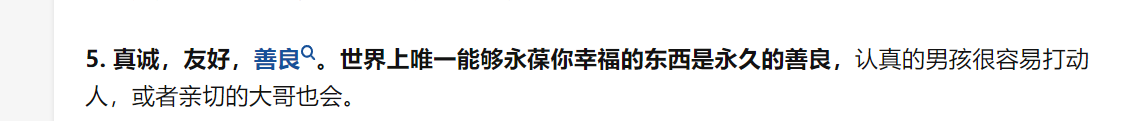 5. 真诚，友好，善良。世界上唯一能够永葆你幸福的东西是永久的善良，认真的男孩很容易打动
人，或者亲切的大哥也会。